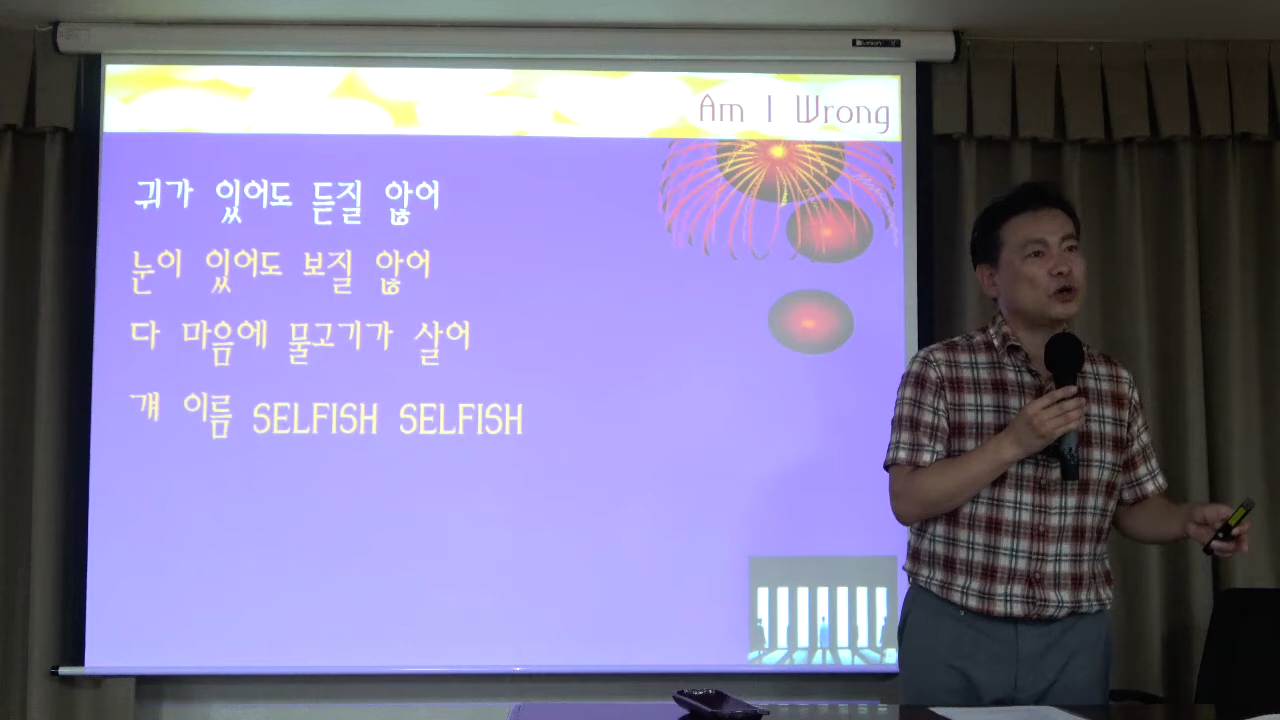 Am I Wrong
귀가 있어도 듣질 않어
눈이 있어도 보질 않어
다 마음에 물고기가 살어
걔 이름 SELFISH SELFISH